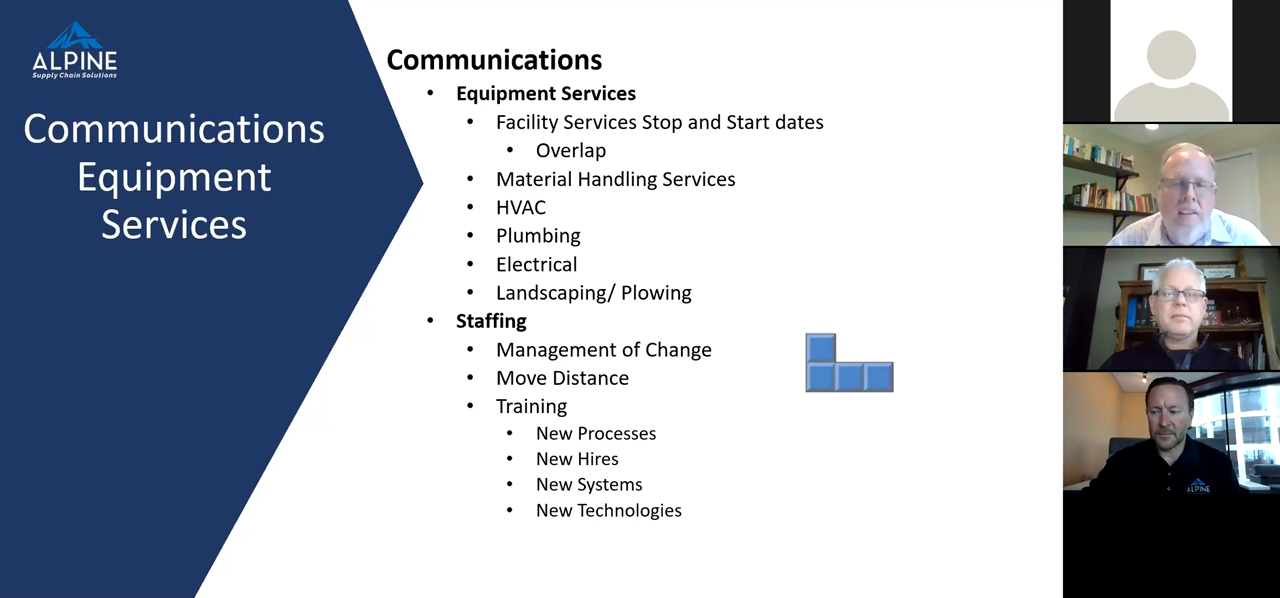 ALPINE
Supply Chain Solutions
Communications
Equipment
Services
Communications
• Equipment Services
• Facility Services Stop and Start dates
• Overlap
• Material Handling Services
• HVAC
• Plumbing
• Electrical
• Landscaping/ Plowing
• Staffing
• Management of Change
• Move Distance
• Training
• New Processes
• New Hires
• New Systems
• New Technologies
ALPINE